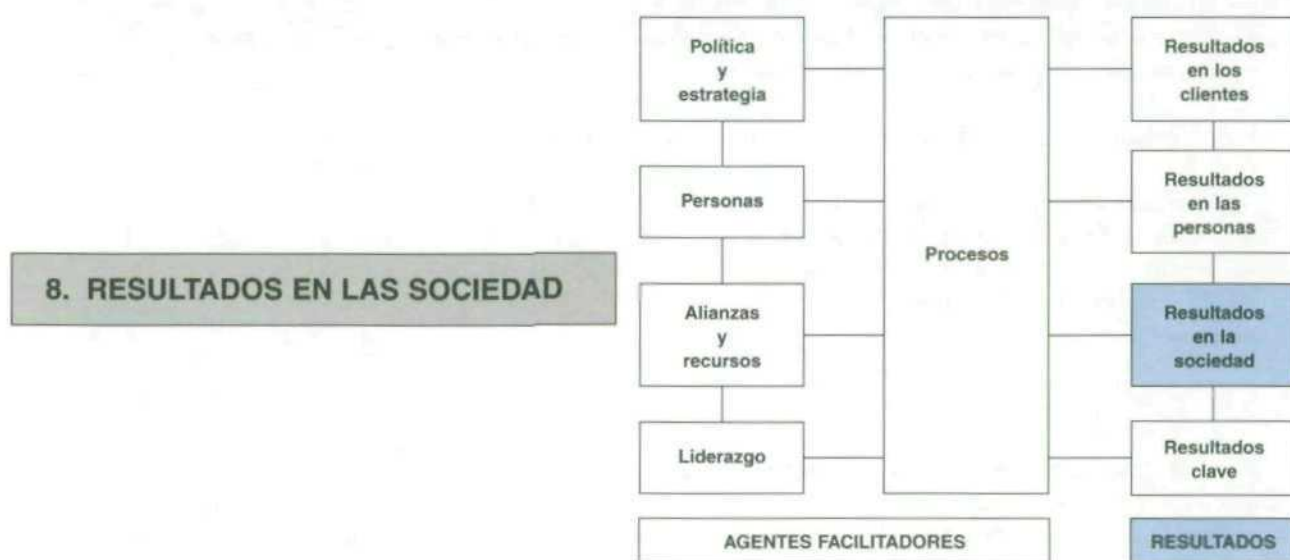 8. RESULTADOS EN LAS SOCIEDAD
Política
y
estrategia
Personas
Alianzas
y
recursos
Liderazgo
Procesos
Resultados
en los
clientes
Resultados
en las
personas
Resultados
en la
sociedad
Resultados
clave
AGENTES FACILITADORES
RESULTADOS